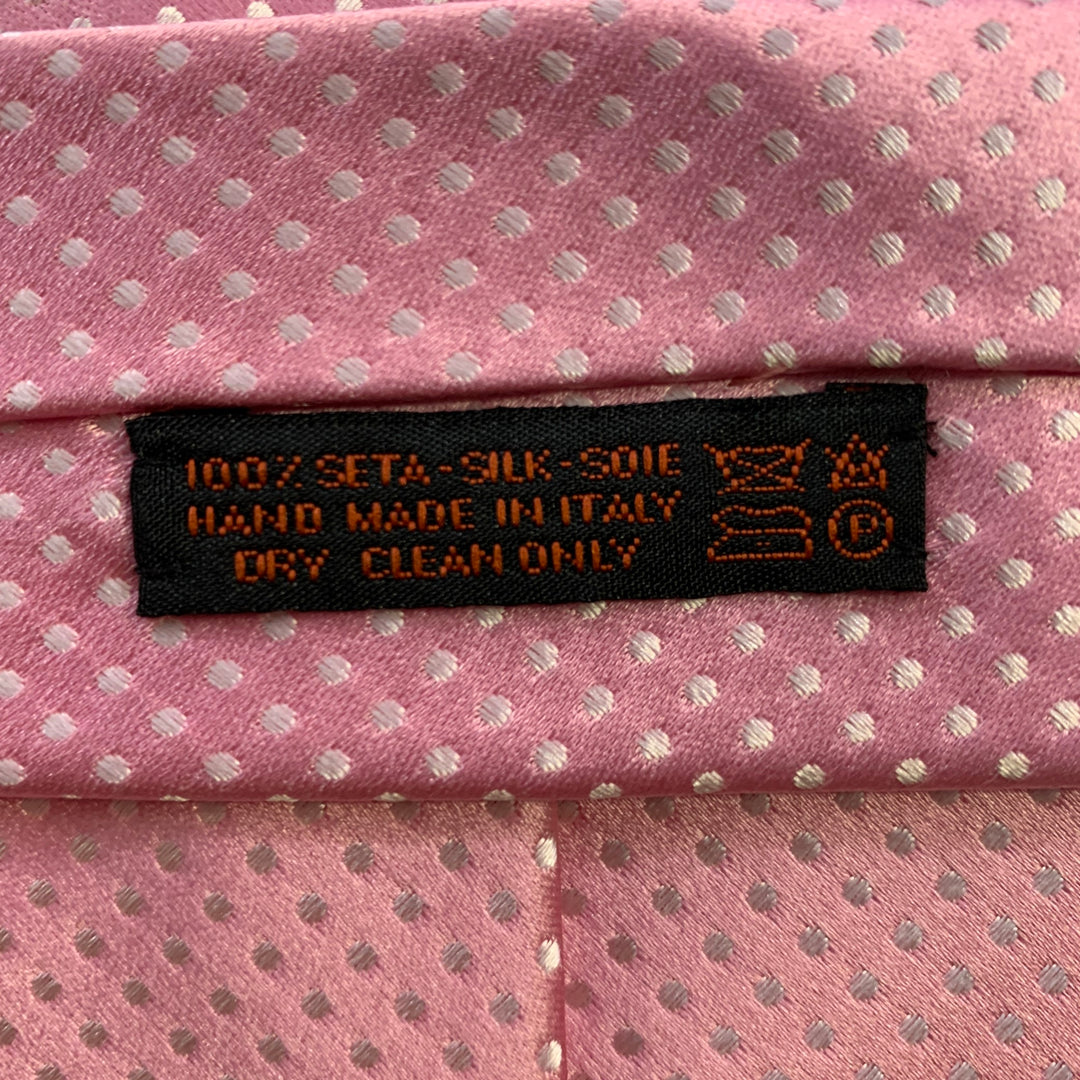 100% SETA-SILK-SOIE
HAND MADE IN ITALY
DRY CLEAN ONLY
P